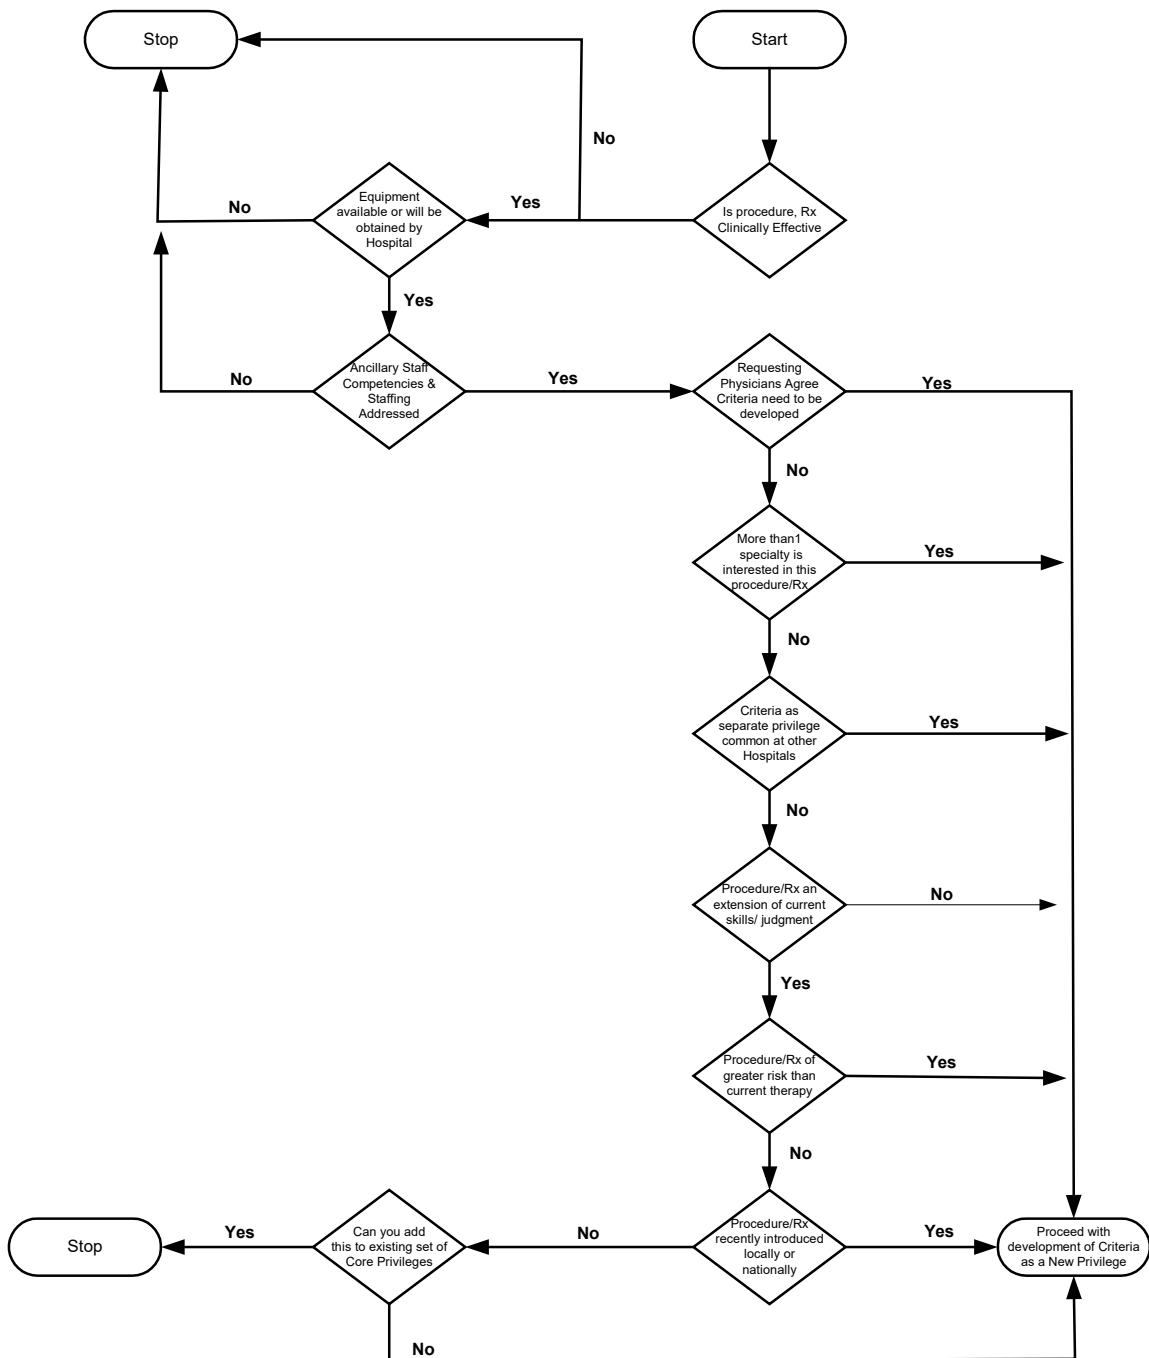 Stop
Start
No
Equipment
available or will be
obtained by
Hospital
No
Yes
Is procedure, Rx
Clinically Effective
Yes
Ancillary Staff
Competencies &
Staffing
Addressed
No
Yes
Requesting
Physicians Agree
Criteria need to be
developed
Yes
No
More than1
specialty is
interested in this
procedure/Rx
Yes
No
Criteria as
separate privilege
common at other
Hospitals
Yes
No
Procedure/Rx an
extension of current
skills/ judgment
No
Yes
Procedure/Rx of
greater risk than
current therapy
Yes
No
Stop
Yes
Can you add
this to existing set of
Core Privileges
No
Procedure/Rx
recently introduced
locally or
nationally
Yes
Proceed with
development of Criteria
as a New Privilege
No